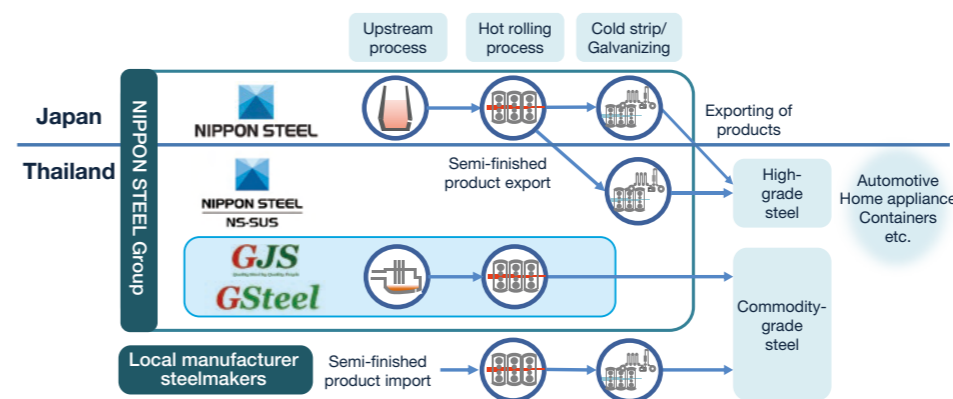 Upstream
process
Hot rolling
process
Cold strip/
Galvanizing
NIPPON STEEL Group
Japan
NIPPON STEEL
Exporting of
products
Thailand
Semi-finished
product export
NIPPON STEEL
NS-SUS
High-
grade
steel
Automotive
Home appliance
Containers
etc.
GJS
GSteel
Commodity-
grade
steel
Local manufacturer
steelmakers
Semi-finished
product import